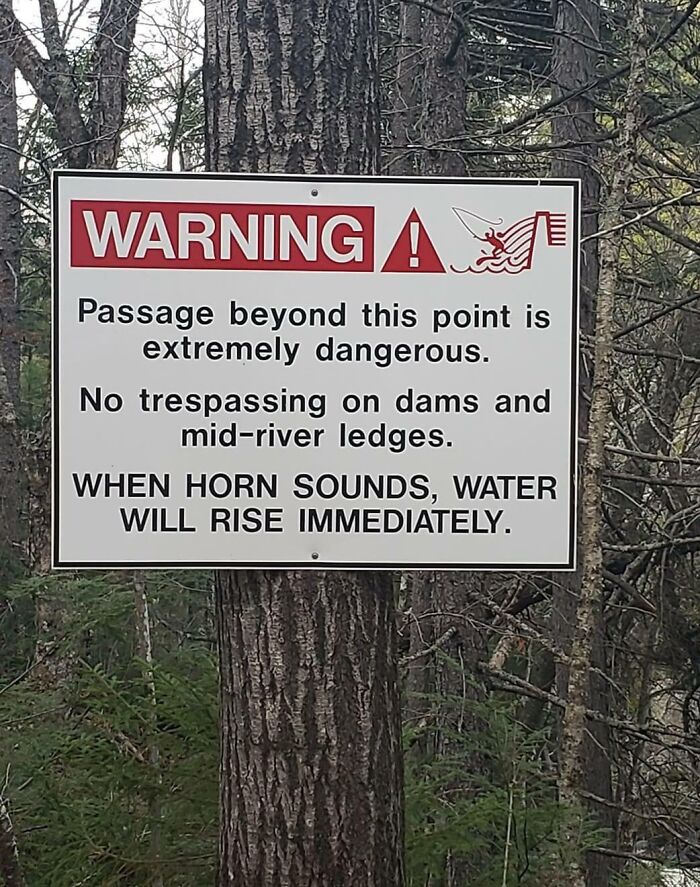 WARNING !
Passage beyond this point is
extremely dangerous.
No trespassing on dams and
mid-river ledges.
WHEN HORN SOUNDS, WATER
WILL RISE IMMEDIATELY.